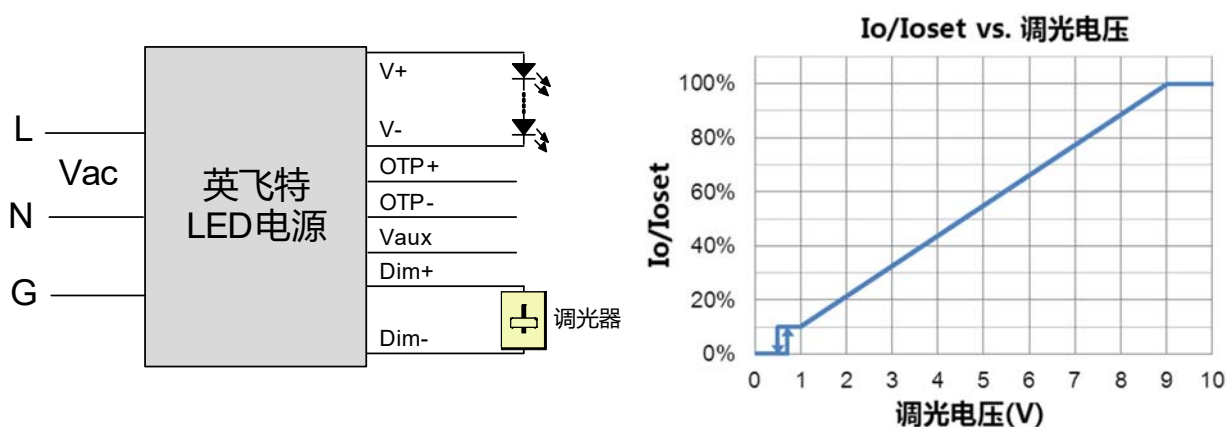 L
Vac
N
G
英飞特
LED电源
V+
V-
OTP+
OTP-
Vaux
Dim+
Dim-
调光器
Io/Ioset vs. 调光电压
Io/Ioset
100%
80%
60%
40%
20%
0%
0 1 2 3 4 5 6 7 8 9 10
调光电压(V)